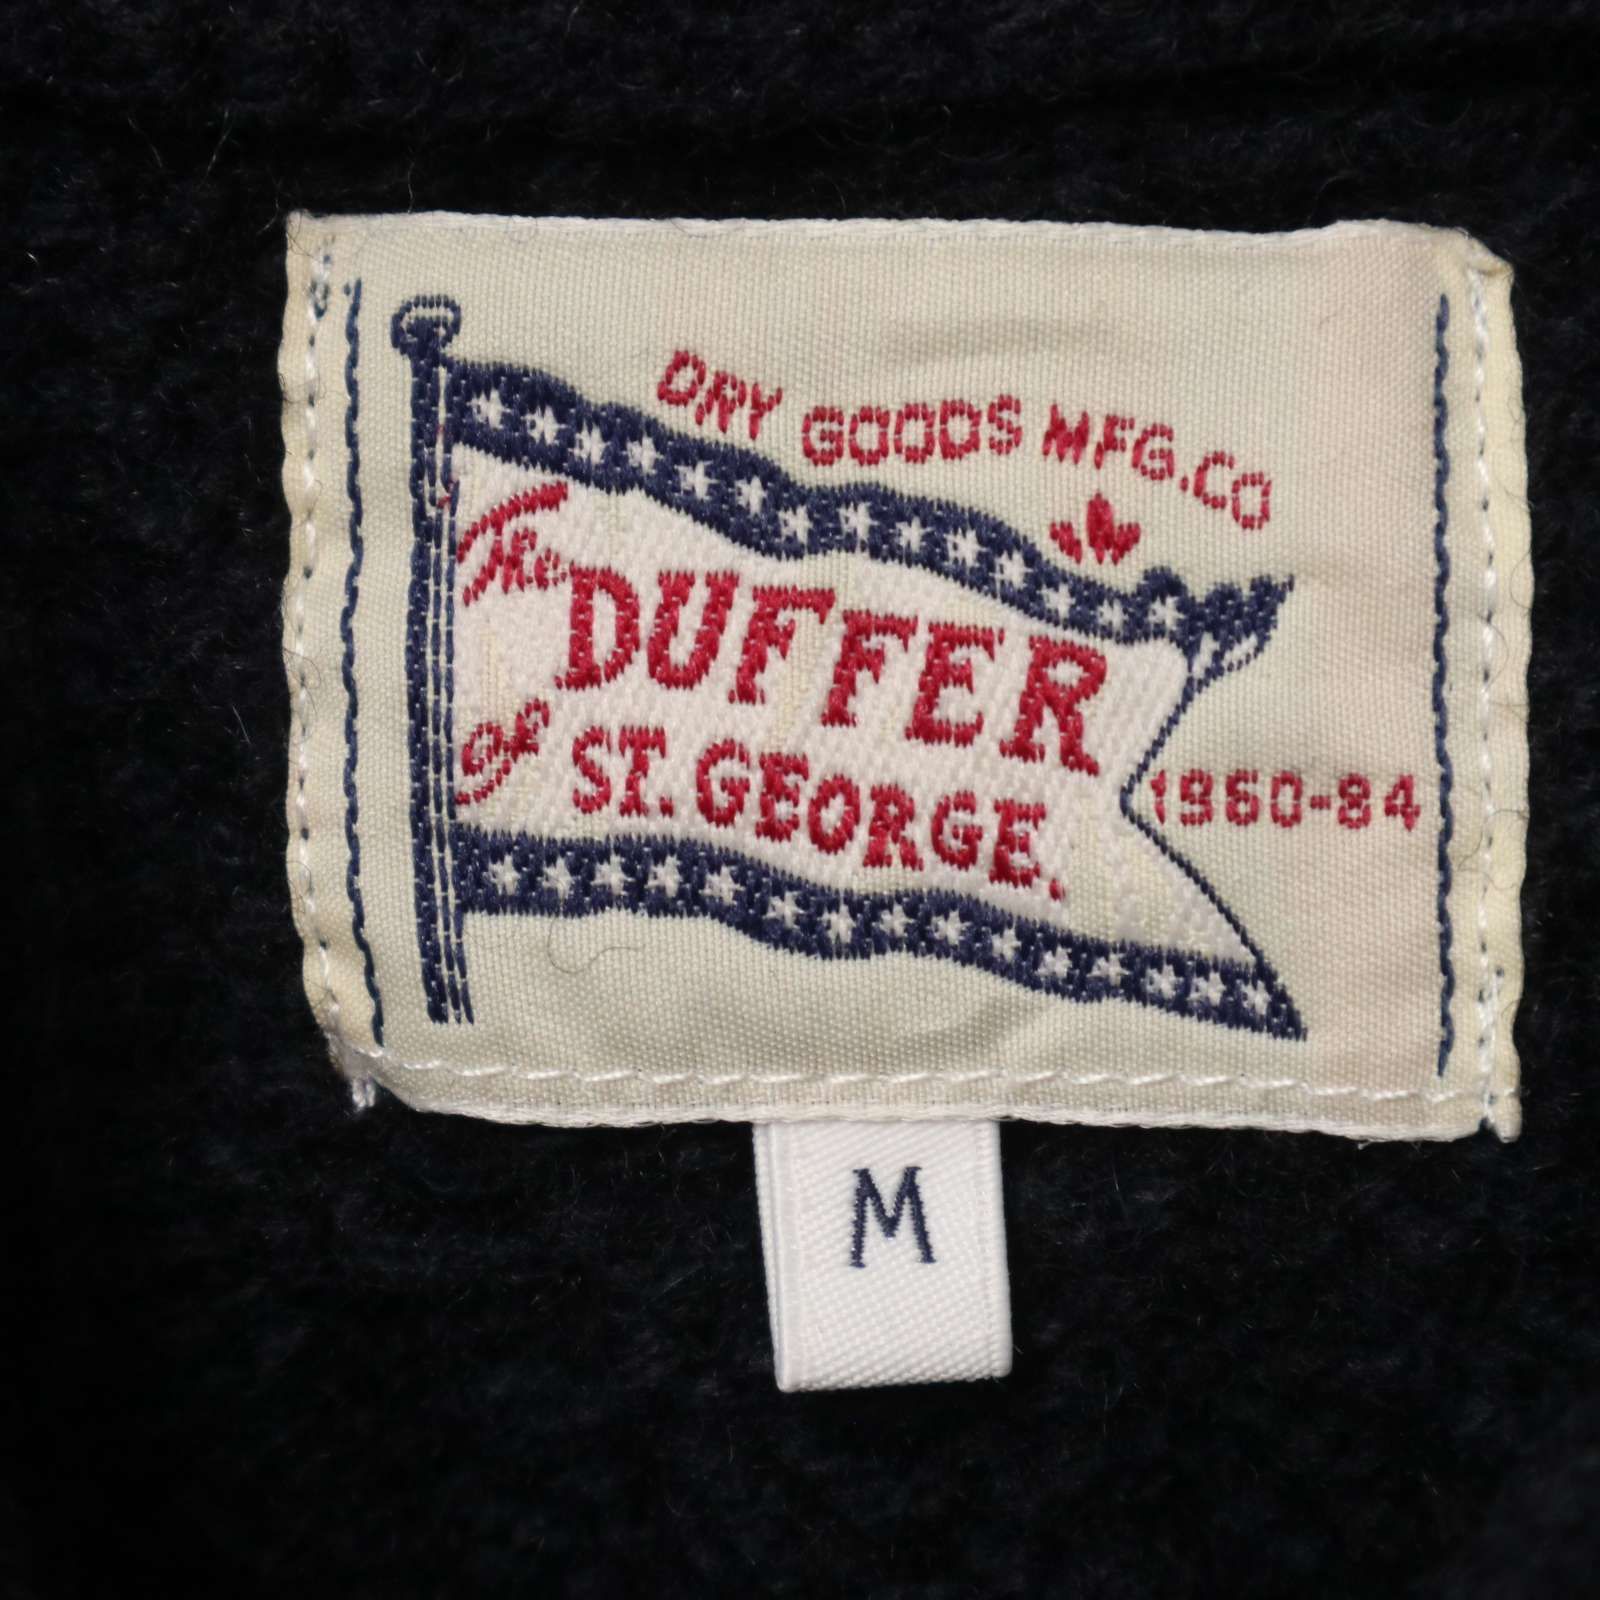 DRY GOODS MFG.CO
The DUFFER
of ST. GEORGE.
1960-84
M